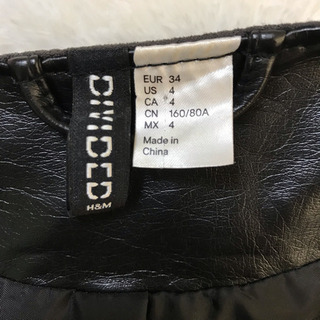 DIVIDED
H&M
EUR 34
US 4
CA 4
CN 160/80A
MX 4
Made in
China